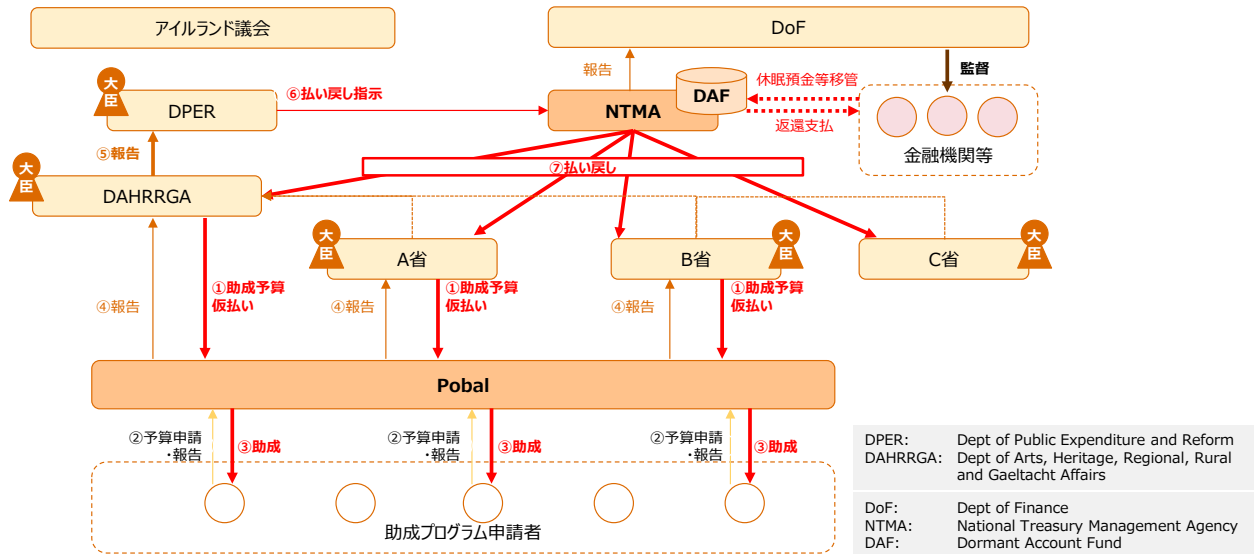 アイルランド議会
DoF
大
臣
DPER
⑥払い戻し指示
報告
NTMA
DAF
休眠預金等移管
返還支払
監督
金融機関等
⑤報告
⑦払い戻し
大
臣
DAHRRGA
大
臣
A省
B省
大
臣
C省
大
臣
④報告
①助成予算
仮払い
④報告
①助成予算
仮払い
④報告
①助成予算
仮払い
Pobal
②予算申請
・報告
③助成
②予算申請
・報告
③助成
②予算申請
・報告
③助成
助成プログラム申請者
DPER: Dept of Public Expenditure and Reform
DAHRRGA: Dept of Arts, Heritage, Regional, Rural
and Gaeltacht Affairs
DoF: Dept of Finance
NTMA: National Treasury Management Agency
DAF: Dormant Account Fund